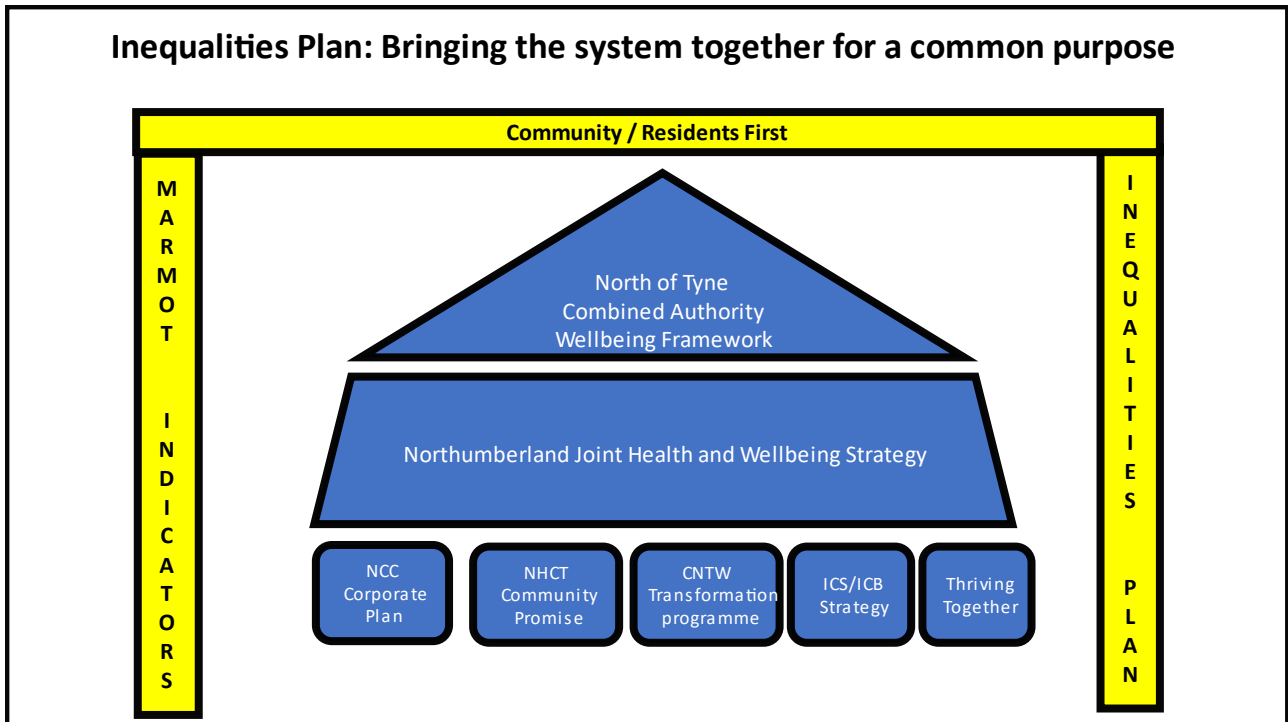 Inequalities Plan: Bringing the system together for a common purpose
Community / Residents First
MARMOT INDICATORS
North of Tyne
Combined Authority
Wellbeing Framework
Northumberland Joint Health and Wellbeing Strategy
NCC
Corporate
Plan
NHCT
Community
Promise
CNTW
Transformation
programme
ICS/ICB
Strategy
Thriving
Together
INEQUALITIES PLAN